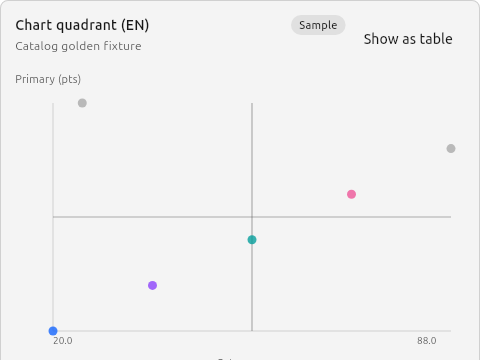 Chart quadrant (EN)
Sample
Show as table
Catalog golden fixture
Primary (pts)
20.0
88.0